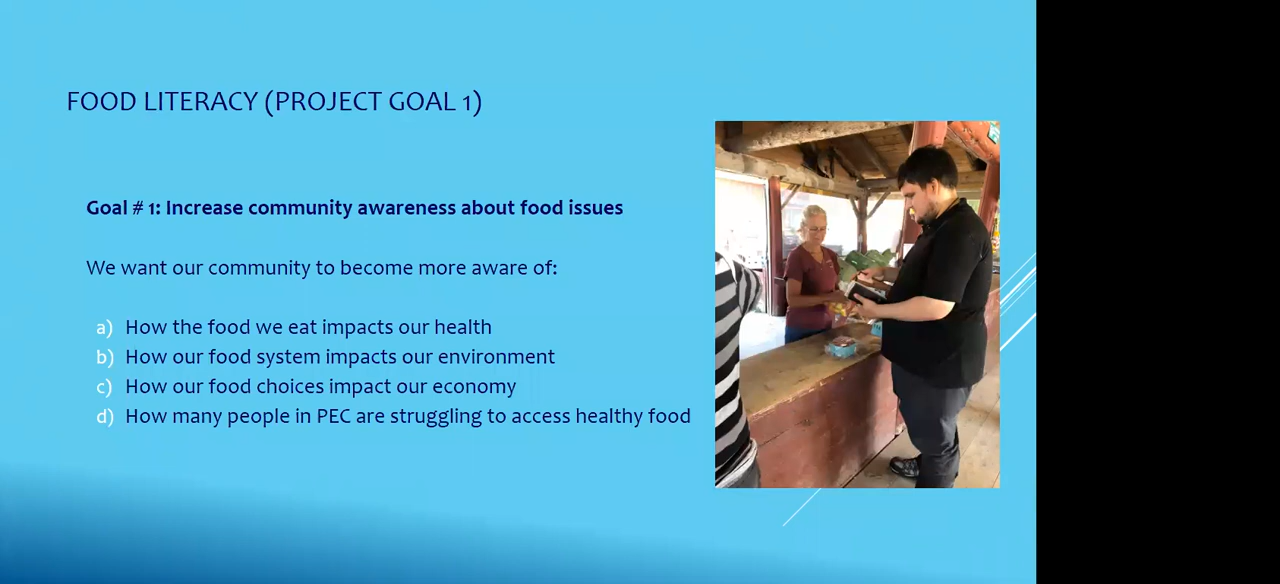 FOOD LITERACY (PROJECT GOAL 1)
Goal # 1: Increase community awareness about food issues
We want our community to become more aware of:
a) How the food we eat impacts our health
b) How our food system impacts our environment
c) How our food choices impact our economy
d) How many people in PEC are struggling to access healthy food